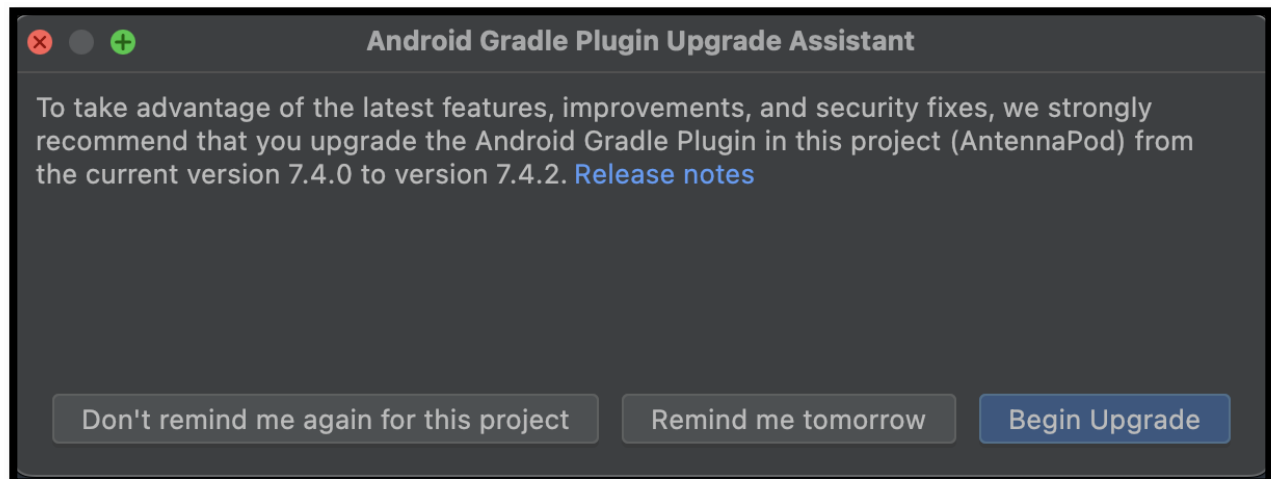 Android Gradle Plugin Upgrade Assistant
To take advantage of the latest features, improvements, and security fixes, we strongly
recommend that you upgrade the Android Gradle Plugin in this project (AntennaPod) from
the current version 7.4.0 to version 7.4.2. Release notes
Don't remind me again for this project Remind me tomorrow Begin Upgrade